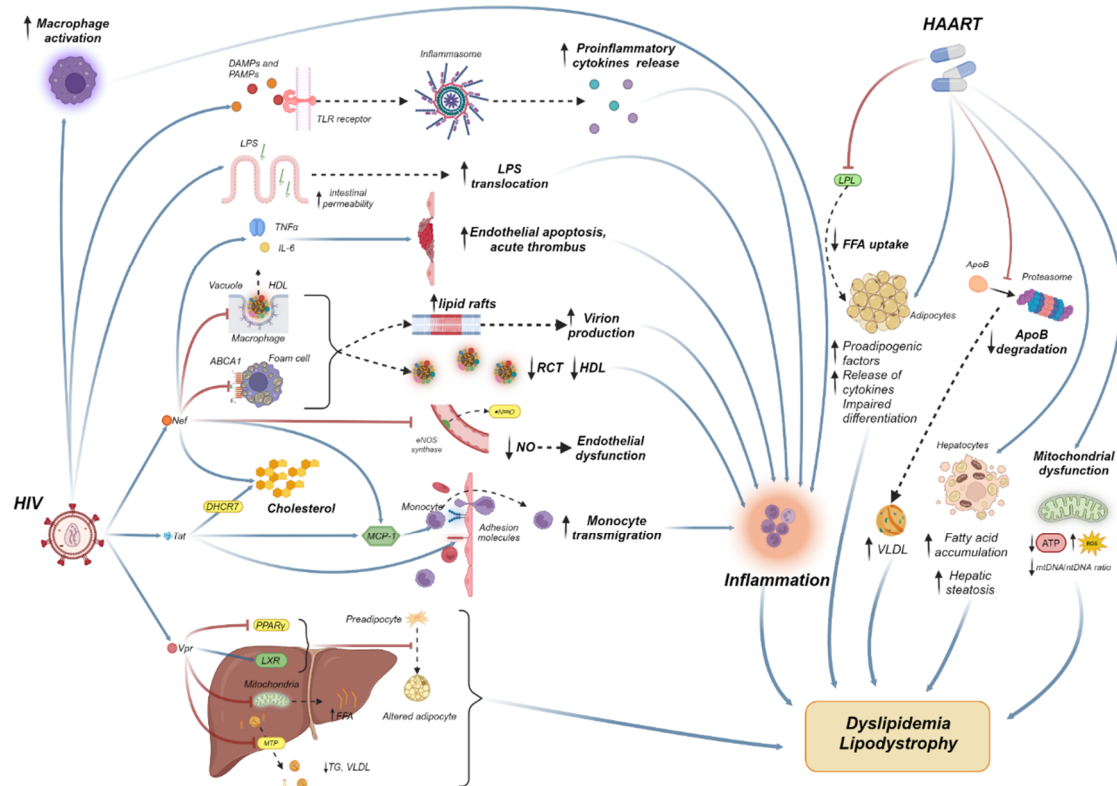 Macrophage
activation
DAMPs and
PAMPs
TLR receptor
Inflammasome
Proinflammatory
cytokines release
HAART
LPS
intestinal
permeability
LPS
translocation
LPL
FFA uptake
TNFα
IL-6
Endothelial apoptosis,
acute thrombus
Vacuole
HDL
Macrophage
lipid rafts
Virion
production
ApoB
Proteasome
Adipocytes
ApoB
degradation
ABCA1
Foam cell
RCT
HDL
Proadipogenic
factors
Release of
cytokines
Impaired
differentiation
Nef
eNOS
synthase
•N=O
NO
Endothelial
dysfunction
Hepatocytes
Mitochondrial
dysfunction
HIV
DHCR7
Cholesterol
Tat
MCP-1
Monocyte
Adhesion
molecules
Monocyte
transmigration
Inflammation
VLDL
Fatty acid
accumulation
Hepatic
steatosis
ATP
ROS
mtDNA/ntDNA ratio
Vpr
PPARγ
LXR
Mitochondria
FFA
MTP
TG, VLDL
Preadipocyte
Altered adipocyte
Dyslipidemia
Lipodystrophy